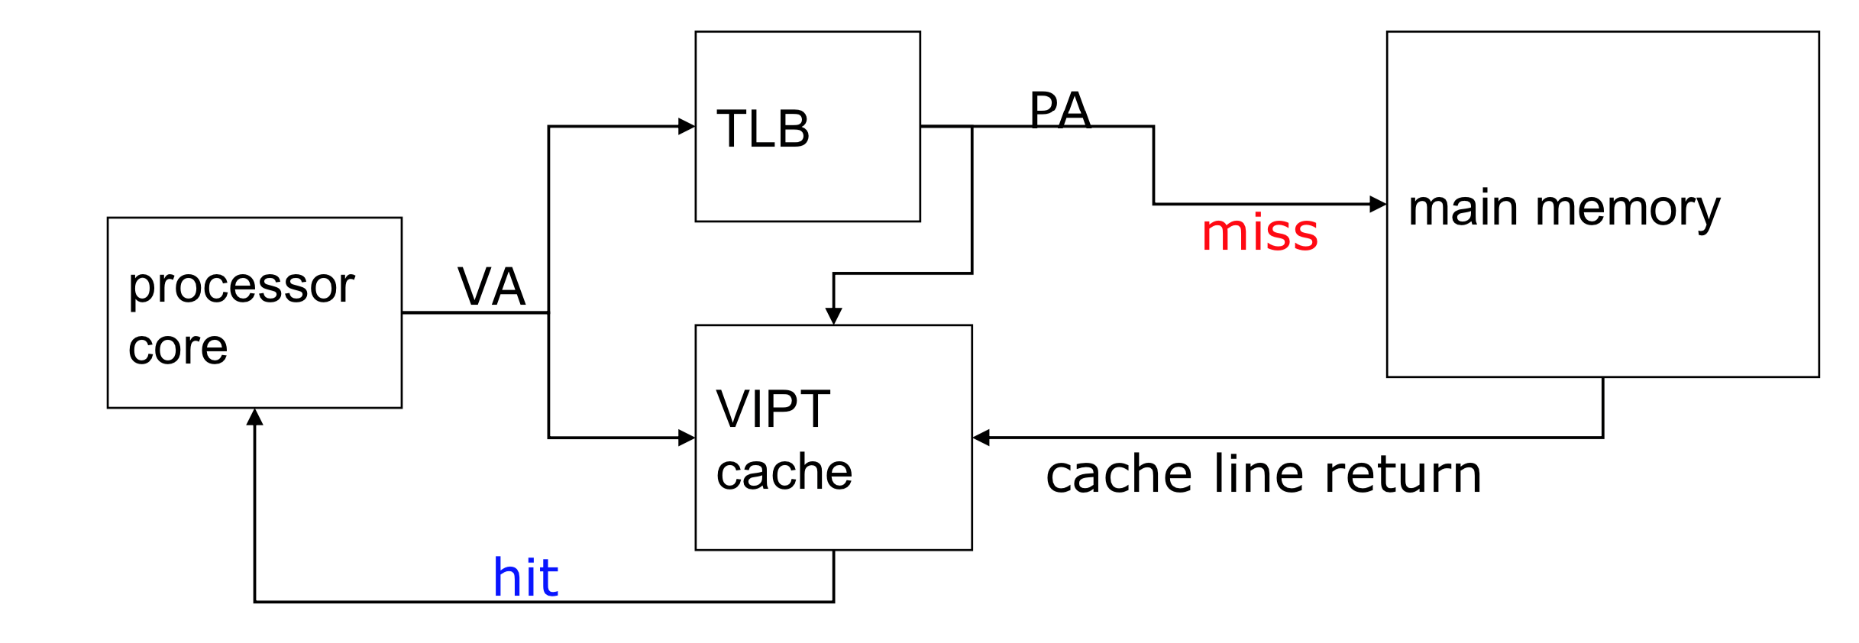 TLB
PA
main memory
miss
processor
core
VA
VIPT
cache
cache line return
hit